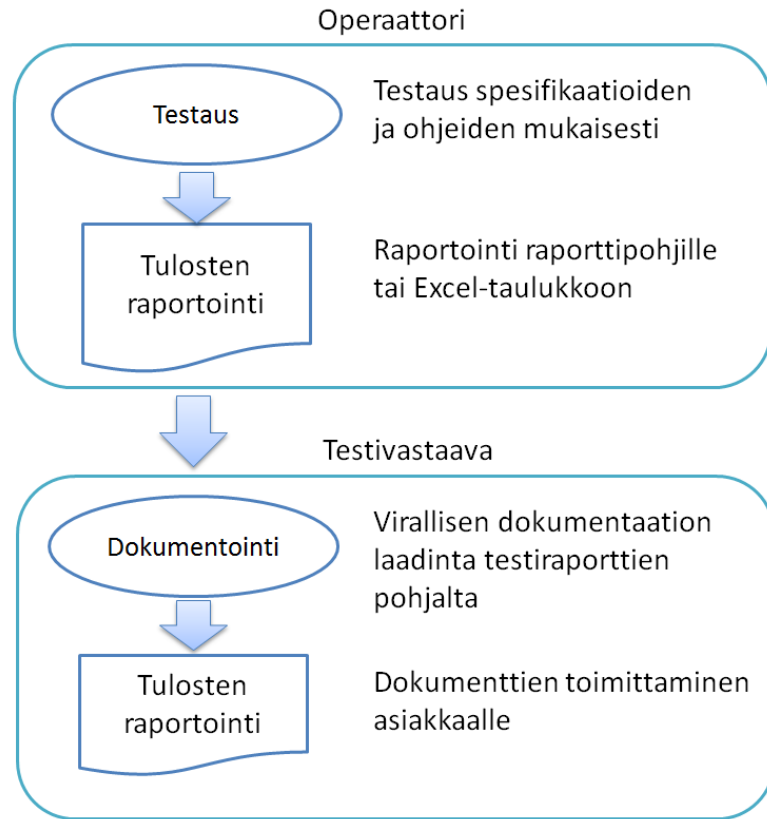 Operaattori
Testaus
Testaus spesifikaatioiden
ja ohjeiden mukaisesti
Tulosten
raportointi
Raportointi raporttipohjille
tai Excel-taulukkoon
Testivastaava
Dokumentointi
Virallisen dokumentaation
laadinta testiraporttien
pohjalta
Tulosten
raportointi
Dokumenttien toimittaminen
asiakkaalle